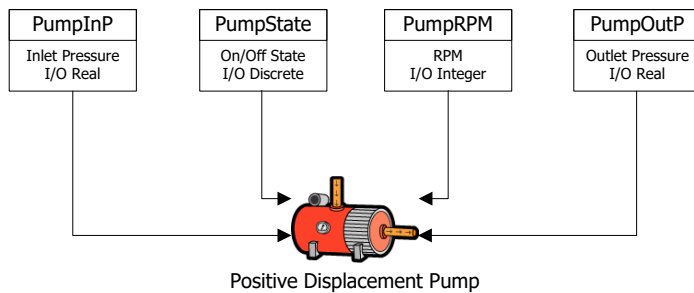 PumpInP
Inlet Pressure
I/O Real
PumpState
On/Off State
I/O Discrete
PumpRPM
RPM
I/O Integer
PumpOutP
Outlet Pressure
I/O Real
Positive Displacement Pump